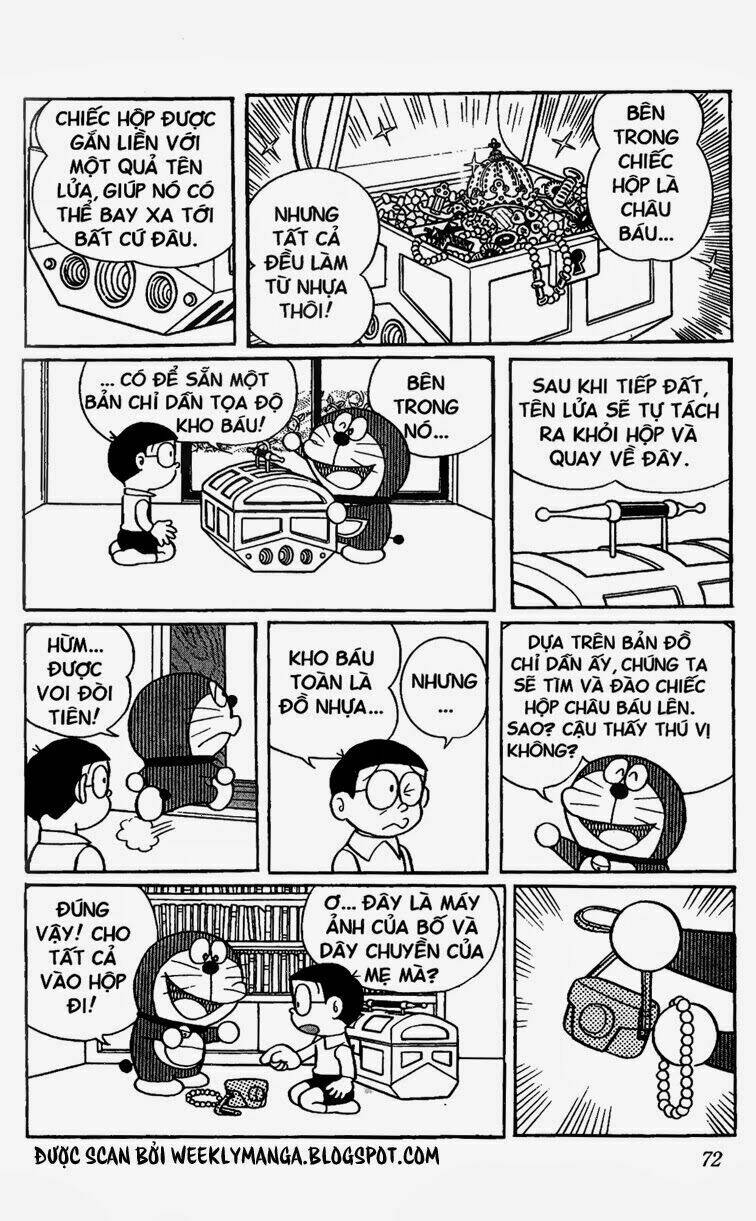 BÊN
TRONG
CHIẾC
HỘP LÀ
CHÂU
BÁU...
NHƯNG
TẤT CẢ
ĐỀU LÀM
TỪ NHỰA
THÔI!
CHIẾC HỘP ĐƯỢC
GẮN LIỀN VỚI
MỘT QUẢ TÊN
LỬA, GIÚP NÓ CÓ
THỂ BAY XA TỚI
BẤT CỨ ĐÂU.
SAU KHI TIẾP ĐẤT,
TÊN LỬA SẼ TỰ TÁCH
RA KHỎI HỘP VÀ
QUAY VỀ ĐÂY.
BÊN
TRONG
NÓ...
... CÓ ĐỂ SẴN MỘT
BẢN CHỈ DẪN TỌA ĐỘ
KHO BÁU!
DỰA TRÊN BẢN ĐỒ
CHỈ DẪN ẤY, CHÚNG TA
SẼ TÌM VÀ ĐÀO CHIẾC
HỘP CHÂU BÁU LÊN.
SAO? CẬU THẤY THÚ VỊ
KHÔNG?
NHƯNG
...
KHO BÁU
TOÀN LÀ
ĐỒ NHỰA...
HỪM...
ĐƯỢC
VOI ĐÒI
TIÊN!
Ơ... ĐÂY LÀ MÁY
ẢNH CỦA BỐ VÀ
DÂY CHUYỀN CỦA
MẸ MÀ?
ĐÚNG
VẬY! CHO
TẤT CẢ
VÀO HỘP
ĐI!
ĐƯỢC SCAN BỞI WEEKLYMANGA.BLOGSPOT.COM
72